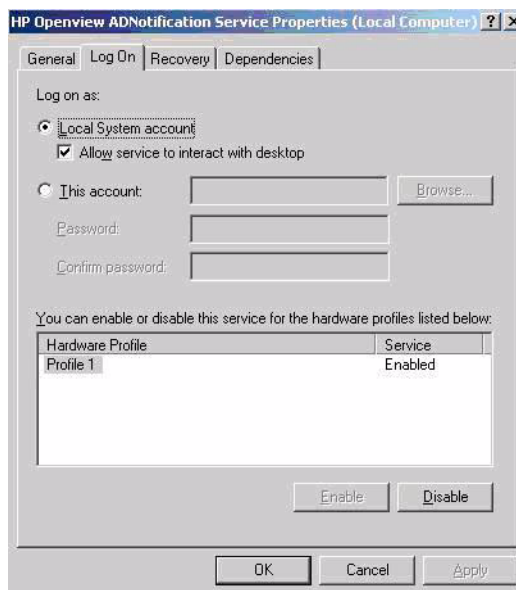 HP Openview ADNotification Service Properties (Local Computer) ? X
General Log On Recovery Dependencies
Log on as:
Local System account
Allow service to interact with desktop
This account: Browse...
Password:
Confirm password:
You can enable or disable this service for the hardware profiles listed below:
Hardware Profile Service
Profile 1 Enabled
Enable Disable
OK Cancel Apply